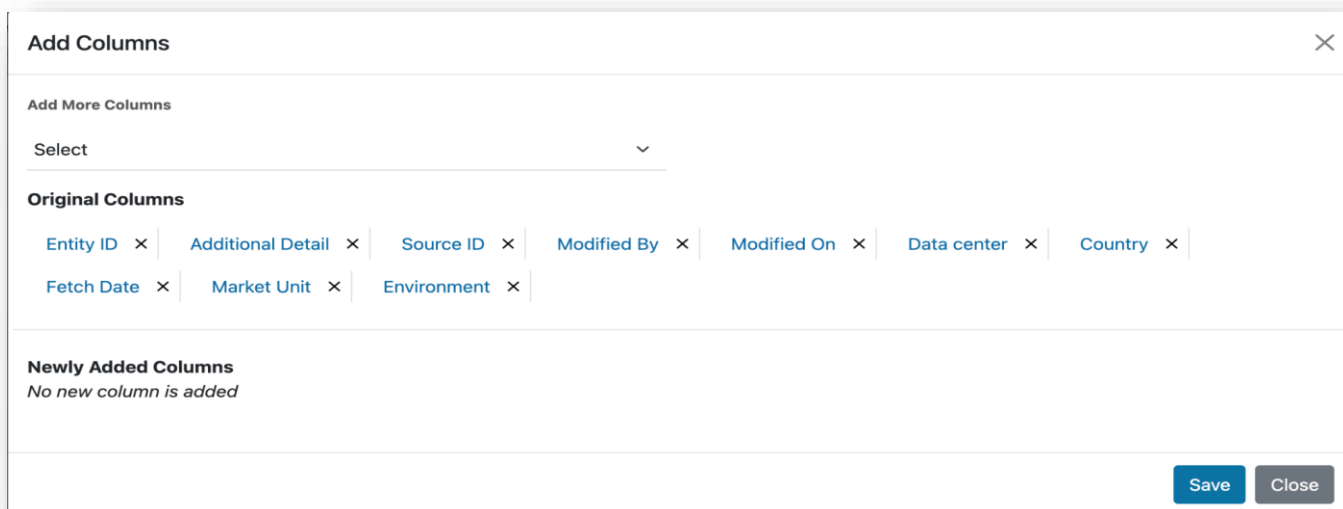 Add Columns
Add More Columns
Select
Original Columns
Entity ID × Additional Detail × Source ID × Modified By × Modified On × Data center × Country ×
Fetch Date × Market Unit × Environment ×
Newly Added Columns
No new column is added
Save Close